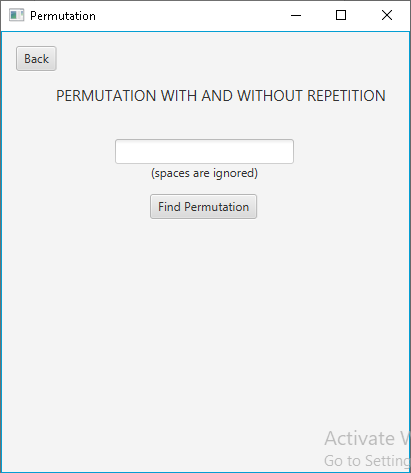 Permutation
Back
PERMUTATION WITH AND WITHOUT REPETITION
(spaces are ignored)
Find Permutation
Activate W
Go to Setting